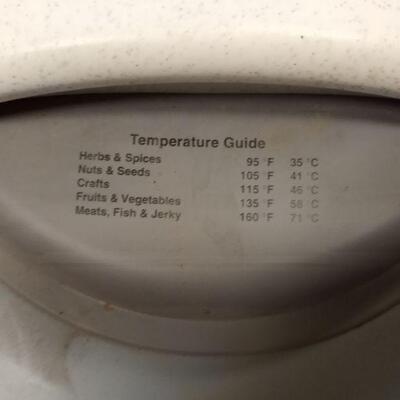 Temperature Guide
Herbs & Spices 95 °F 35 °C
Nuts & Seeds 105 °F 41 °C
Crafts 115 °F 46 °C
Fruits & Vegetables 135 °F 58 °C
Meats, Fish & Jerky 160 °F 71 °C